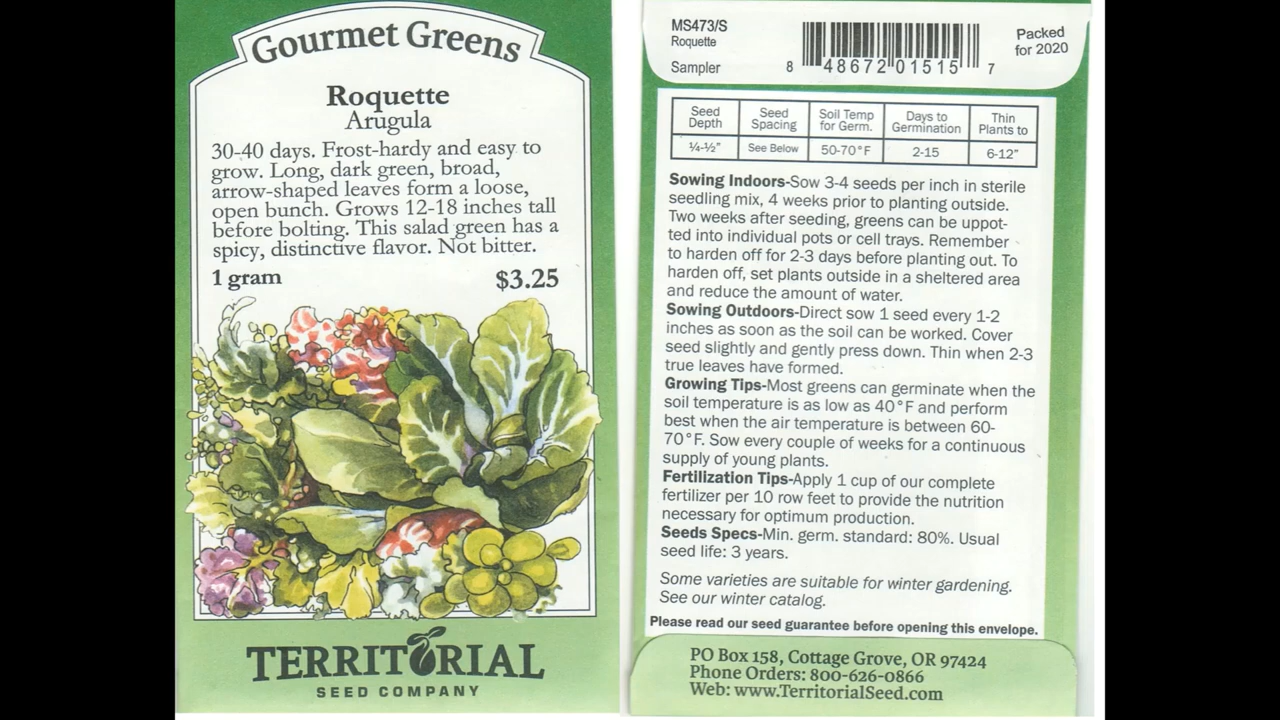 Gourmet Greens
Roquette
Arugula
30-40 days. Frost-hardy and easy to
grow. Long, dark green, broad,
arrow-shaped leaves form a loose,
open bunch. Grows 12-18 inches tall
before bolting. This salad green has a
spicy, distinctive flavor. Not bitter.
1 gram $3.25
TERRITORIAL
SEED COMPANY
MS473/S
Roquette
Sampler
8 48672 01515 7
Packed
for 2020
Seed Depth Seed Spacing Soil Temp for Germ. Days to Germination Thin Plants to
¼-½" See Below 50-70°F 2-15 6-12"
Sowing Indoors-Sow 3-4 seeds per inch in sterile
seedling mix, 4 weeks prior to planting outside.
Two weeks after seeding, greens can be uppot-
ted into individual pots or cell trays. Remember
to harden off for 2-3 days before planting out. To
harden off, set plants outside in a sheltered area
and reduce the amount of water.
Sowing Outdoors-Direct sow 1 seed every 1-2
inches as soon as the soil can be worked. Cover
seed slightly and gently press down. Thin when 2-3
true leaves have formed.
Growing Tips-Most greens can germinate when the
soil temperature is as low as 40°F and perform
best when the air temperature is between 60-
70°F. Sow every couple of weeks for a continuous
supply of young plants.
Fertilization Tips-Apply 1 cup of our complete
fertilizer per 10 row feet to provide the nutrition
necessary for optimum production.
Seeds Specs-Min. germ. standard: 80%. Usual
seed life: 3 years.
Some varieties are suitable for winter gardening.
See our winter catalog.
Please read our seed guarantee before opening this envelope.
PO Box 158, Cottage Grove, OR 97424
Phone Orders: 800-626-0866
Web: www.TerritorialSeed.com